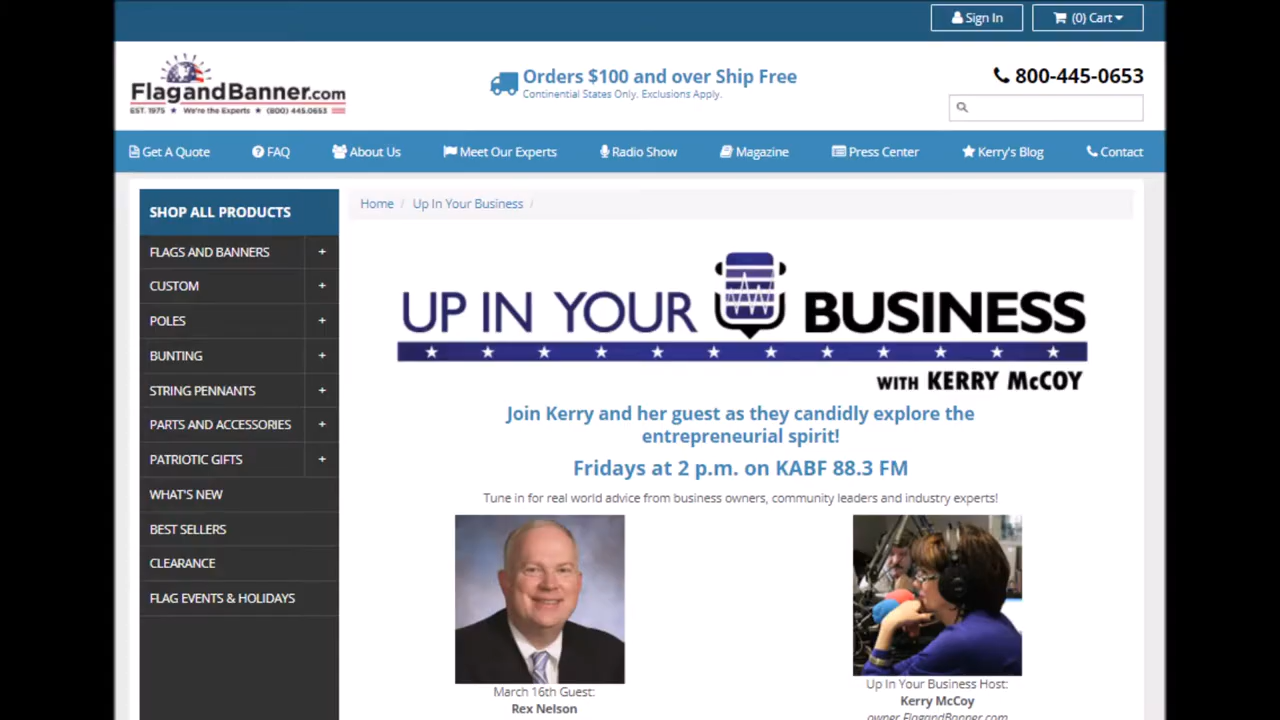 Sign In
(0) Cart
FlagandBanner.com
EST. 1975 ★ We're the Experts ★ (800) 445.0653
Orders $100 and over Ship Free
Continental States Only. Exclusions Apply.
800-445-0653
Get A Quote
FAQ
About Us
Meet Our Experts
Radio Show
Magazine
Press Center
Kerry's Blog
Contact
SHOP ALL PRODUCTS
FLAGS AND BANNERS +
CUSTOM +
POLES +
BUNTING +
STRING PENNANTS +
PARTS AND ACCESSORIES +
PATRIOTIC GIFTS +
WHAT'S NEW
BEST SELLERS
CLEARANCE
FLAG EVENTS & HOLIDAYS
Home / Up In Your Business /
UP IN YOUR BUSINESS
WITH KERRY McCOY
Join Kerry and her guest as they candidly explore the
entrepreneurial spirit!
Fridays at 2 p.m. on KABF 88.3 FM
Tune in for real world advice from business owners, community leaders and industry experts!
March 16th Guest:
Rex Nelson
Up In Your Business Host:
Kerry McCoy
owner FlagandBanner.com